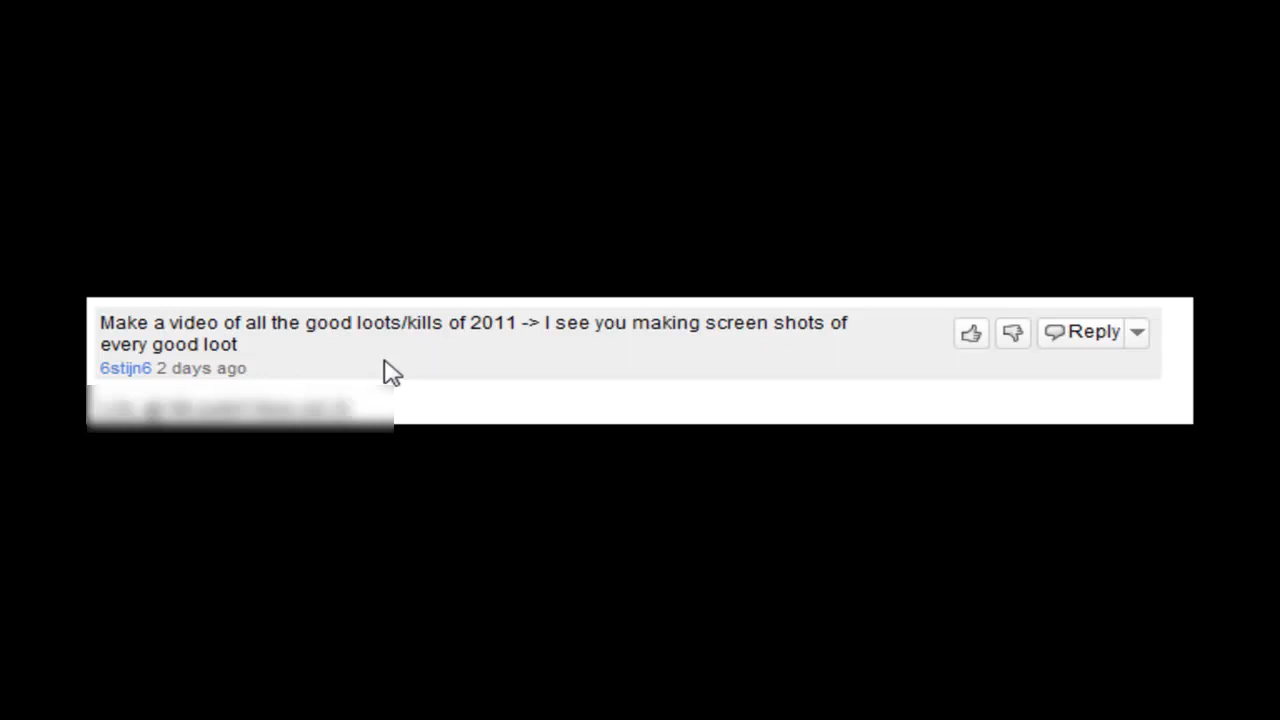 Make a video of all the good loots/kills of 2011 -> I see you making screen shots of
every good loot
Reply
6stijn6 2 days ago